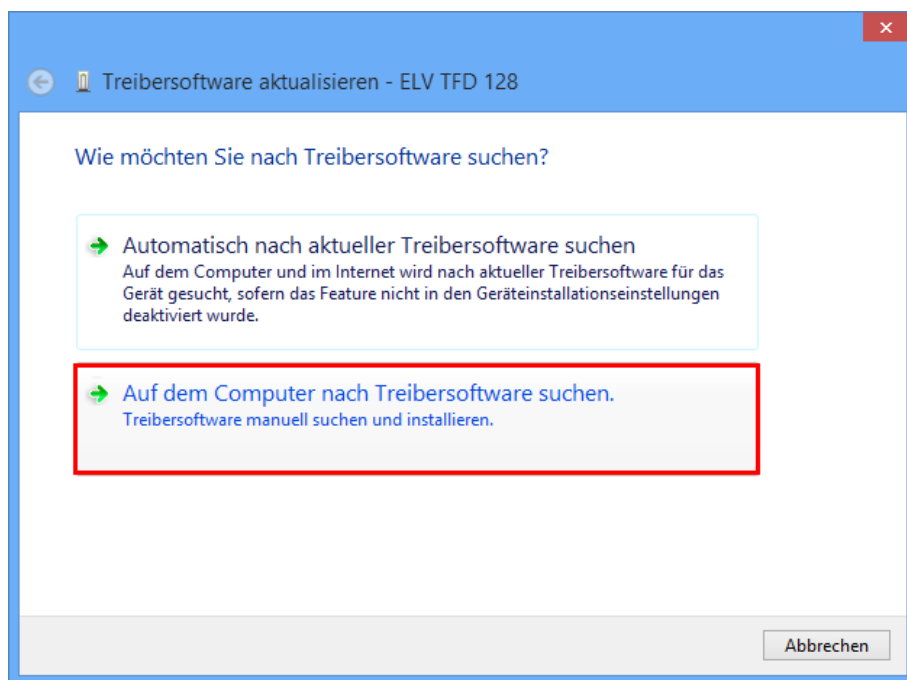 Treibersoftware aktualisieren - ELV TFD 128
Wie möchten Sie nach Treibersoftware suchen?
Automatisch nach aktueller Treibersoftware suchen
Auf dem Computer und im Internet wird nach aktueller Treibersoftware für das
Gerät gesucht, sofern das Feature nicht in den Geräteinstallationseinstellungen
deaktiviert wurde.
Auf dem Computer nach Treibersoftware suchen.
Treibersoftware manuell suchen und installieren.
Abbrechen